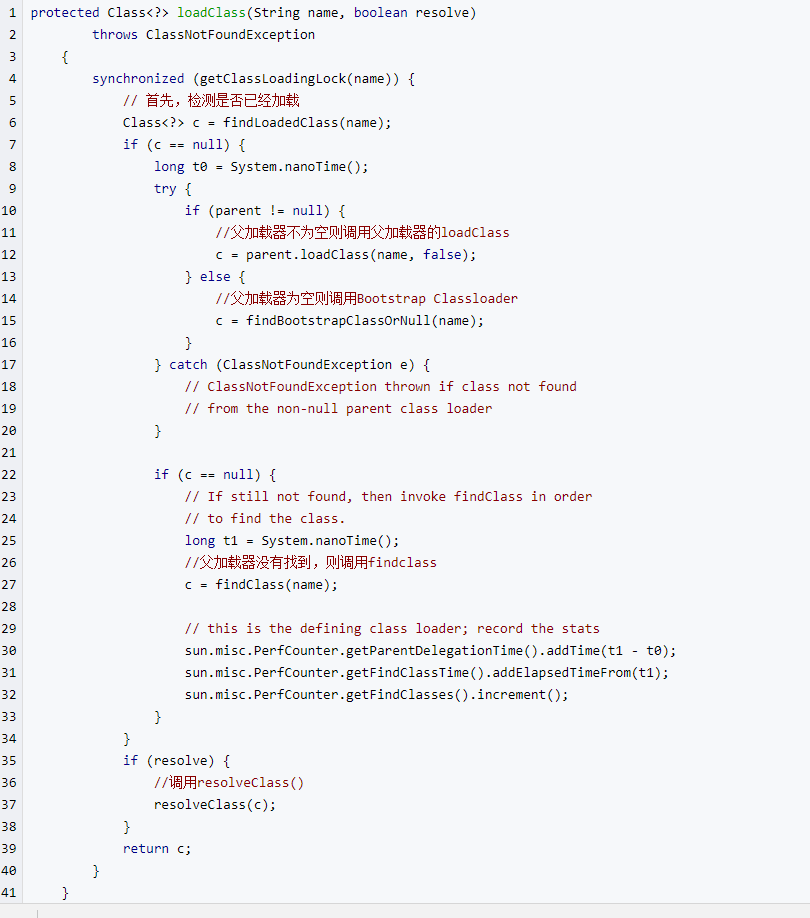 1 protected Class<?> loadClass(String name, boolean resolve)
2         throws ClassNotFoundException
3     {
4         synchronized (getClassLoadingLock(name)) {
5             // 首先，检测是否已经加载
6             Class<?> c = findLoadedClass(name);
7             if (c == null) {
8                 long t0 = System.nanoTime();
9                 try {
10                     if (parent != null) {
11                         //父加载器不为空则调用父加载器的loadClass
12                         c = parent.loadClass(name, false);
13                     } else {
14                         //父加载器为空则调用Bootstrap Classloader
15                         c = findBootstrapClassOrNull(name);
16                     }
17                 } catch (ClassNotFoundException e) {
18                     // ClassNotFoundException thrown if class not found
19                     // from the non-null parent class loader
20                 }
21
22                 if (c == null) {
23                     // If still not found, then invoke findClass in order
24                     // to find the class.
25                     long t1 = System.nanoTime();
26                     //父加载器没有找到，则调用findclass
27                     c = findClass(name);
28
29                     // this is the defining class loader; record the stats
30                     sun.misc.PerfCounter.getParentDelegationTime().addTime(t1 - t0);
31                     sun.misc.PerfCounter.getFindClassTime().addElapsedTimeFrom(t1);
32                     sun.misc.PerfCounter.getFindClasses().increment();
33                 }
34             }
35             if (resolve) {
36                 //调用resolveClass()
37                 resolveClass(c);
38             }
39             return c;
40         }
41     }